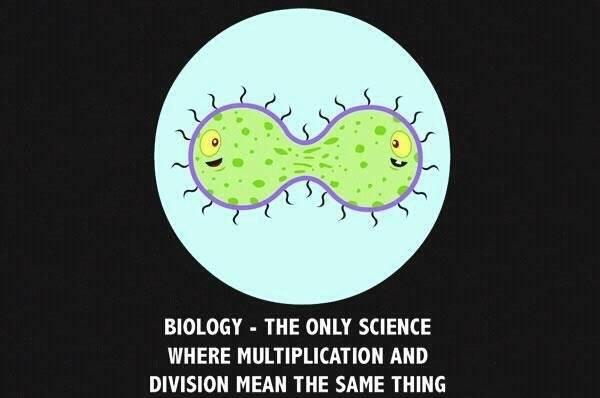 BIOLOGY - THE ONLY SCIENCE
WHERE MULTIPLICATION AND
DIVISION MEAN THE SAME THING